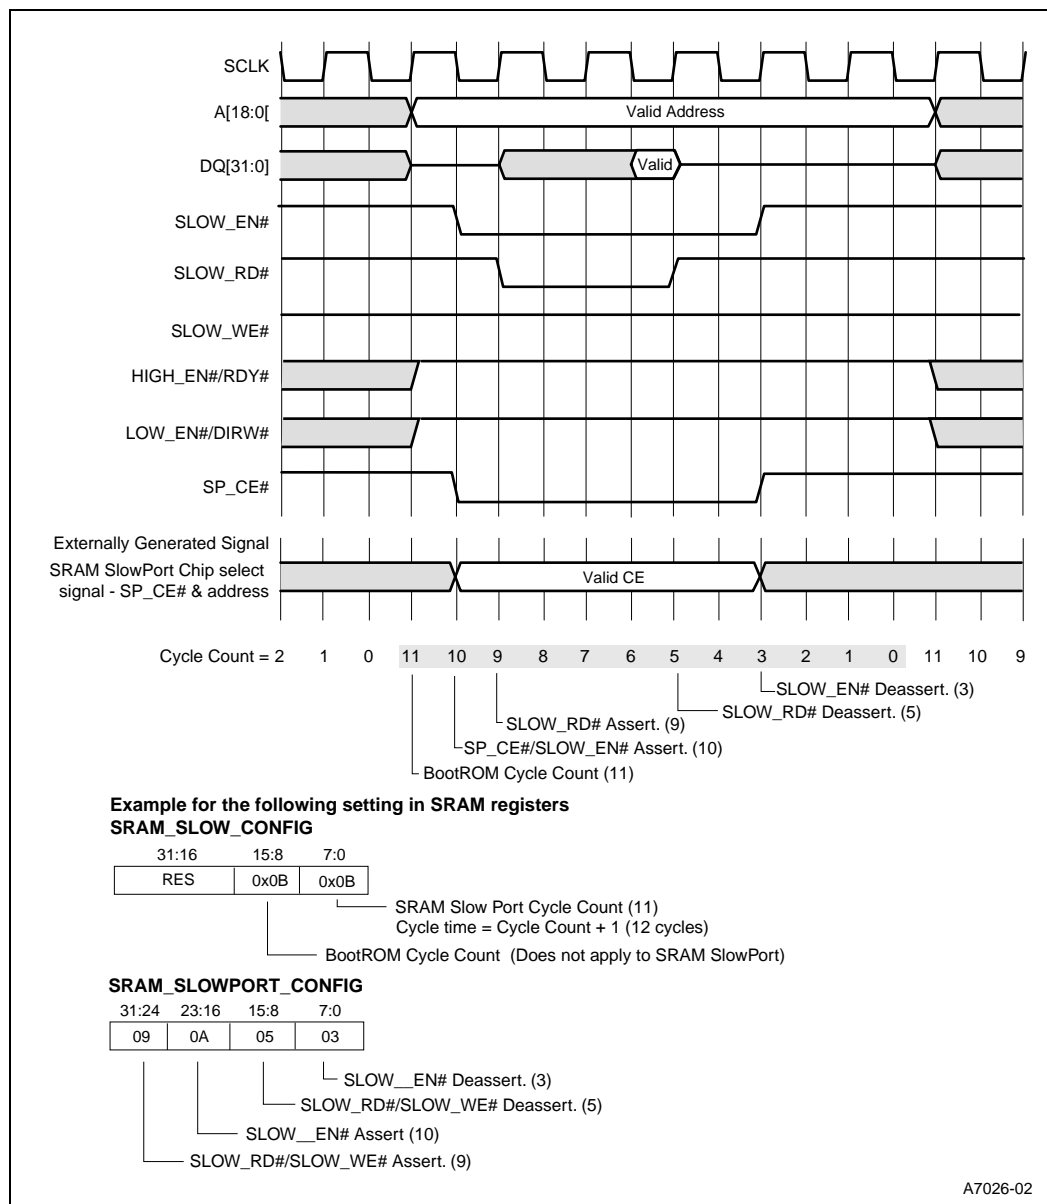 SCLK
A[18:0[
Valid Address
DQ[31:0]
Valid
SLOW_EN#
SLOW_RD#
SLOW_WE#
HIGH_EN#/RDY#
LOW_EN#/DIRW#
SP_CE#
Externally Generated Signal
SRAM SlowPort Chip select
signal - SP_CE# & address
Valid CE
Cycle Count = 2 1 0 11 10 9 8 7 6 5 4 3 2 1 0 11 10 9
SLOW_EN# Deassert. (3)
SLOW_RD# Deassert. (5)
SLOW_RD# Assert. (9)
SP_CE#/SLOW_EN# Assert. (10)
BootROM Cycle Count (11)
Example for the following setting in SRAM registers
SRAM_SLOW_CONFIG
31:16 15:8 7:0
RES 0x0B 0x0B
SRAM Slow Port Cycle Count (11)
Cycle time = Cycle Count + 1 (12 cycles)
BootROM Cycle Count (Does not apply to SRAM SlowPort)
SRAM_SLOWPORT_CONFIG
31:24 23:16 15:8 7:0
09 0A 05 03
SLOW__EN# Deassert. (3)
SLOW_RD#/SLOW_WE# Deassert. (5)
SLOW__EN# Assert (10)
SLOW_RD#/SLOW_WE# Assert. (9)
A7026-02